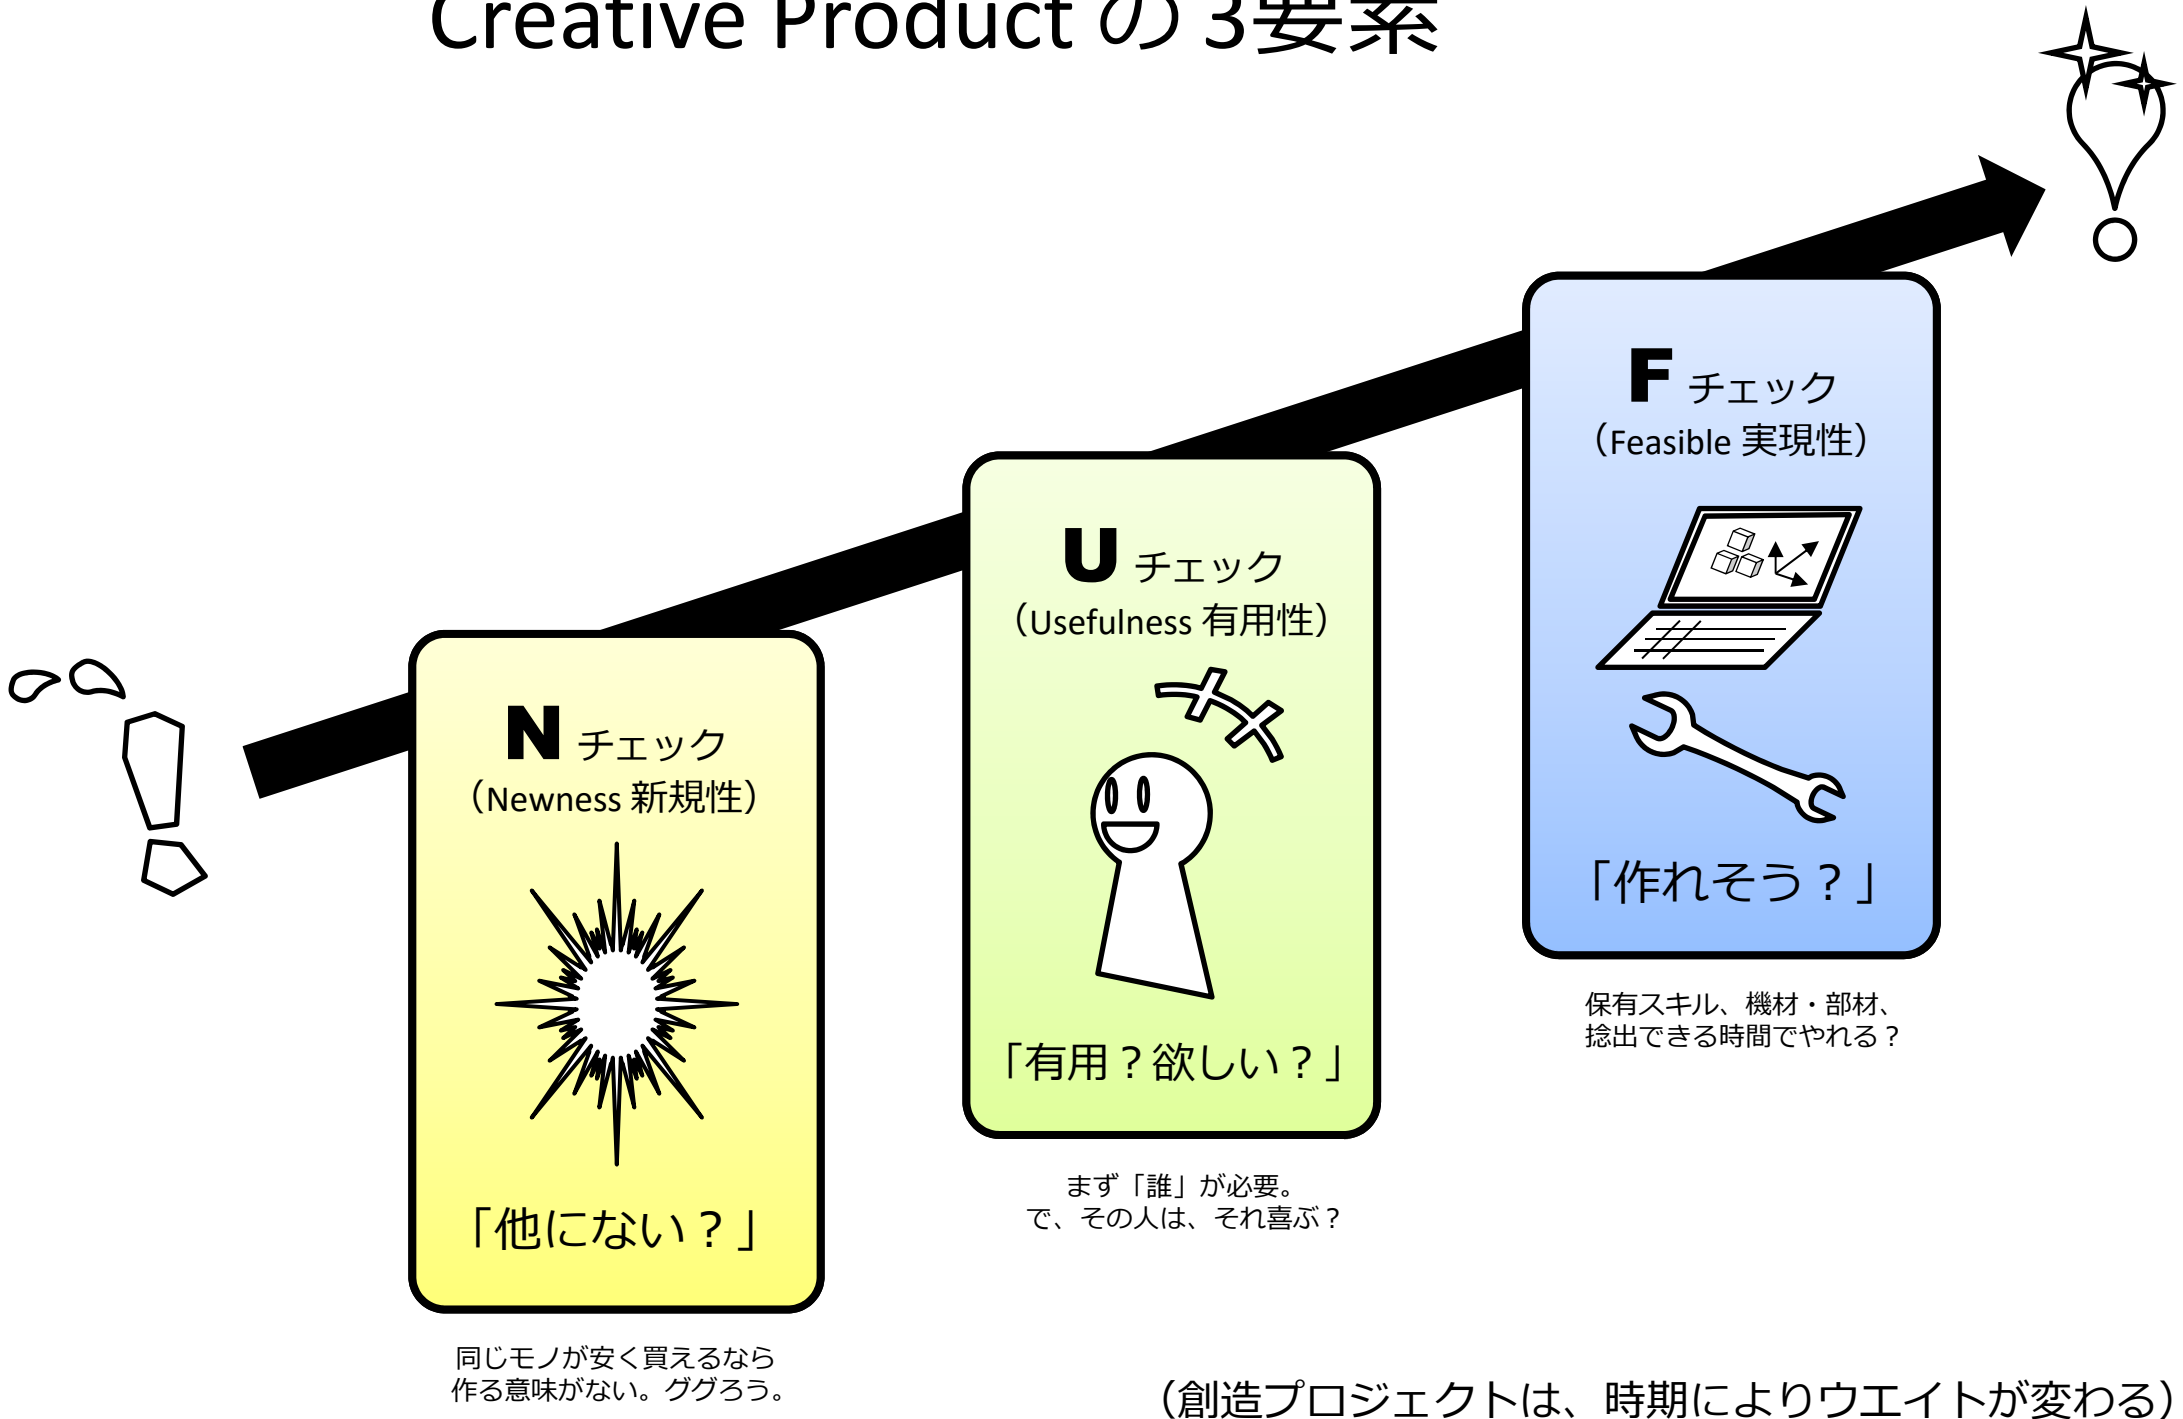 Creative Product の 3要素
F チェック
（Feasible 実現性）
「作れそう？」
保有スキル、機材・部材、
捻出できる時間でやれる？
U チェック
（Usefulness 有用性）
「有用？欲しい？」
まず「誰」が必要。
で、その人は、それ喜ぶ？
N チェック
（Newness 新規性）
「他にない？」
同じモノが安く買えるなら
作る意味がない。ググろう。
（創造プロジェクトは、時期によりウエイトが変わる）